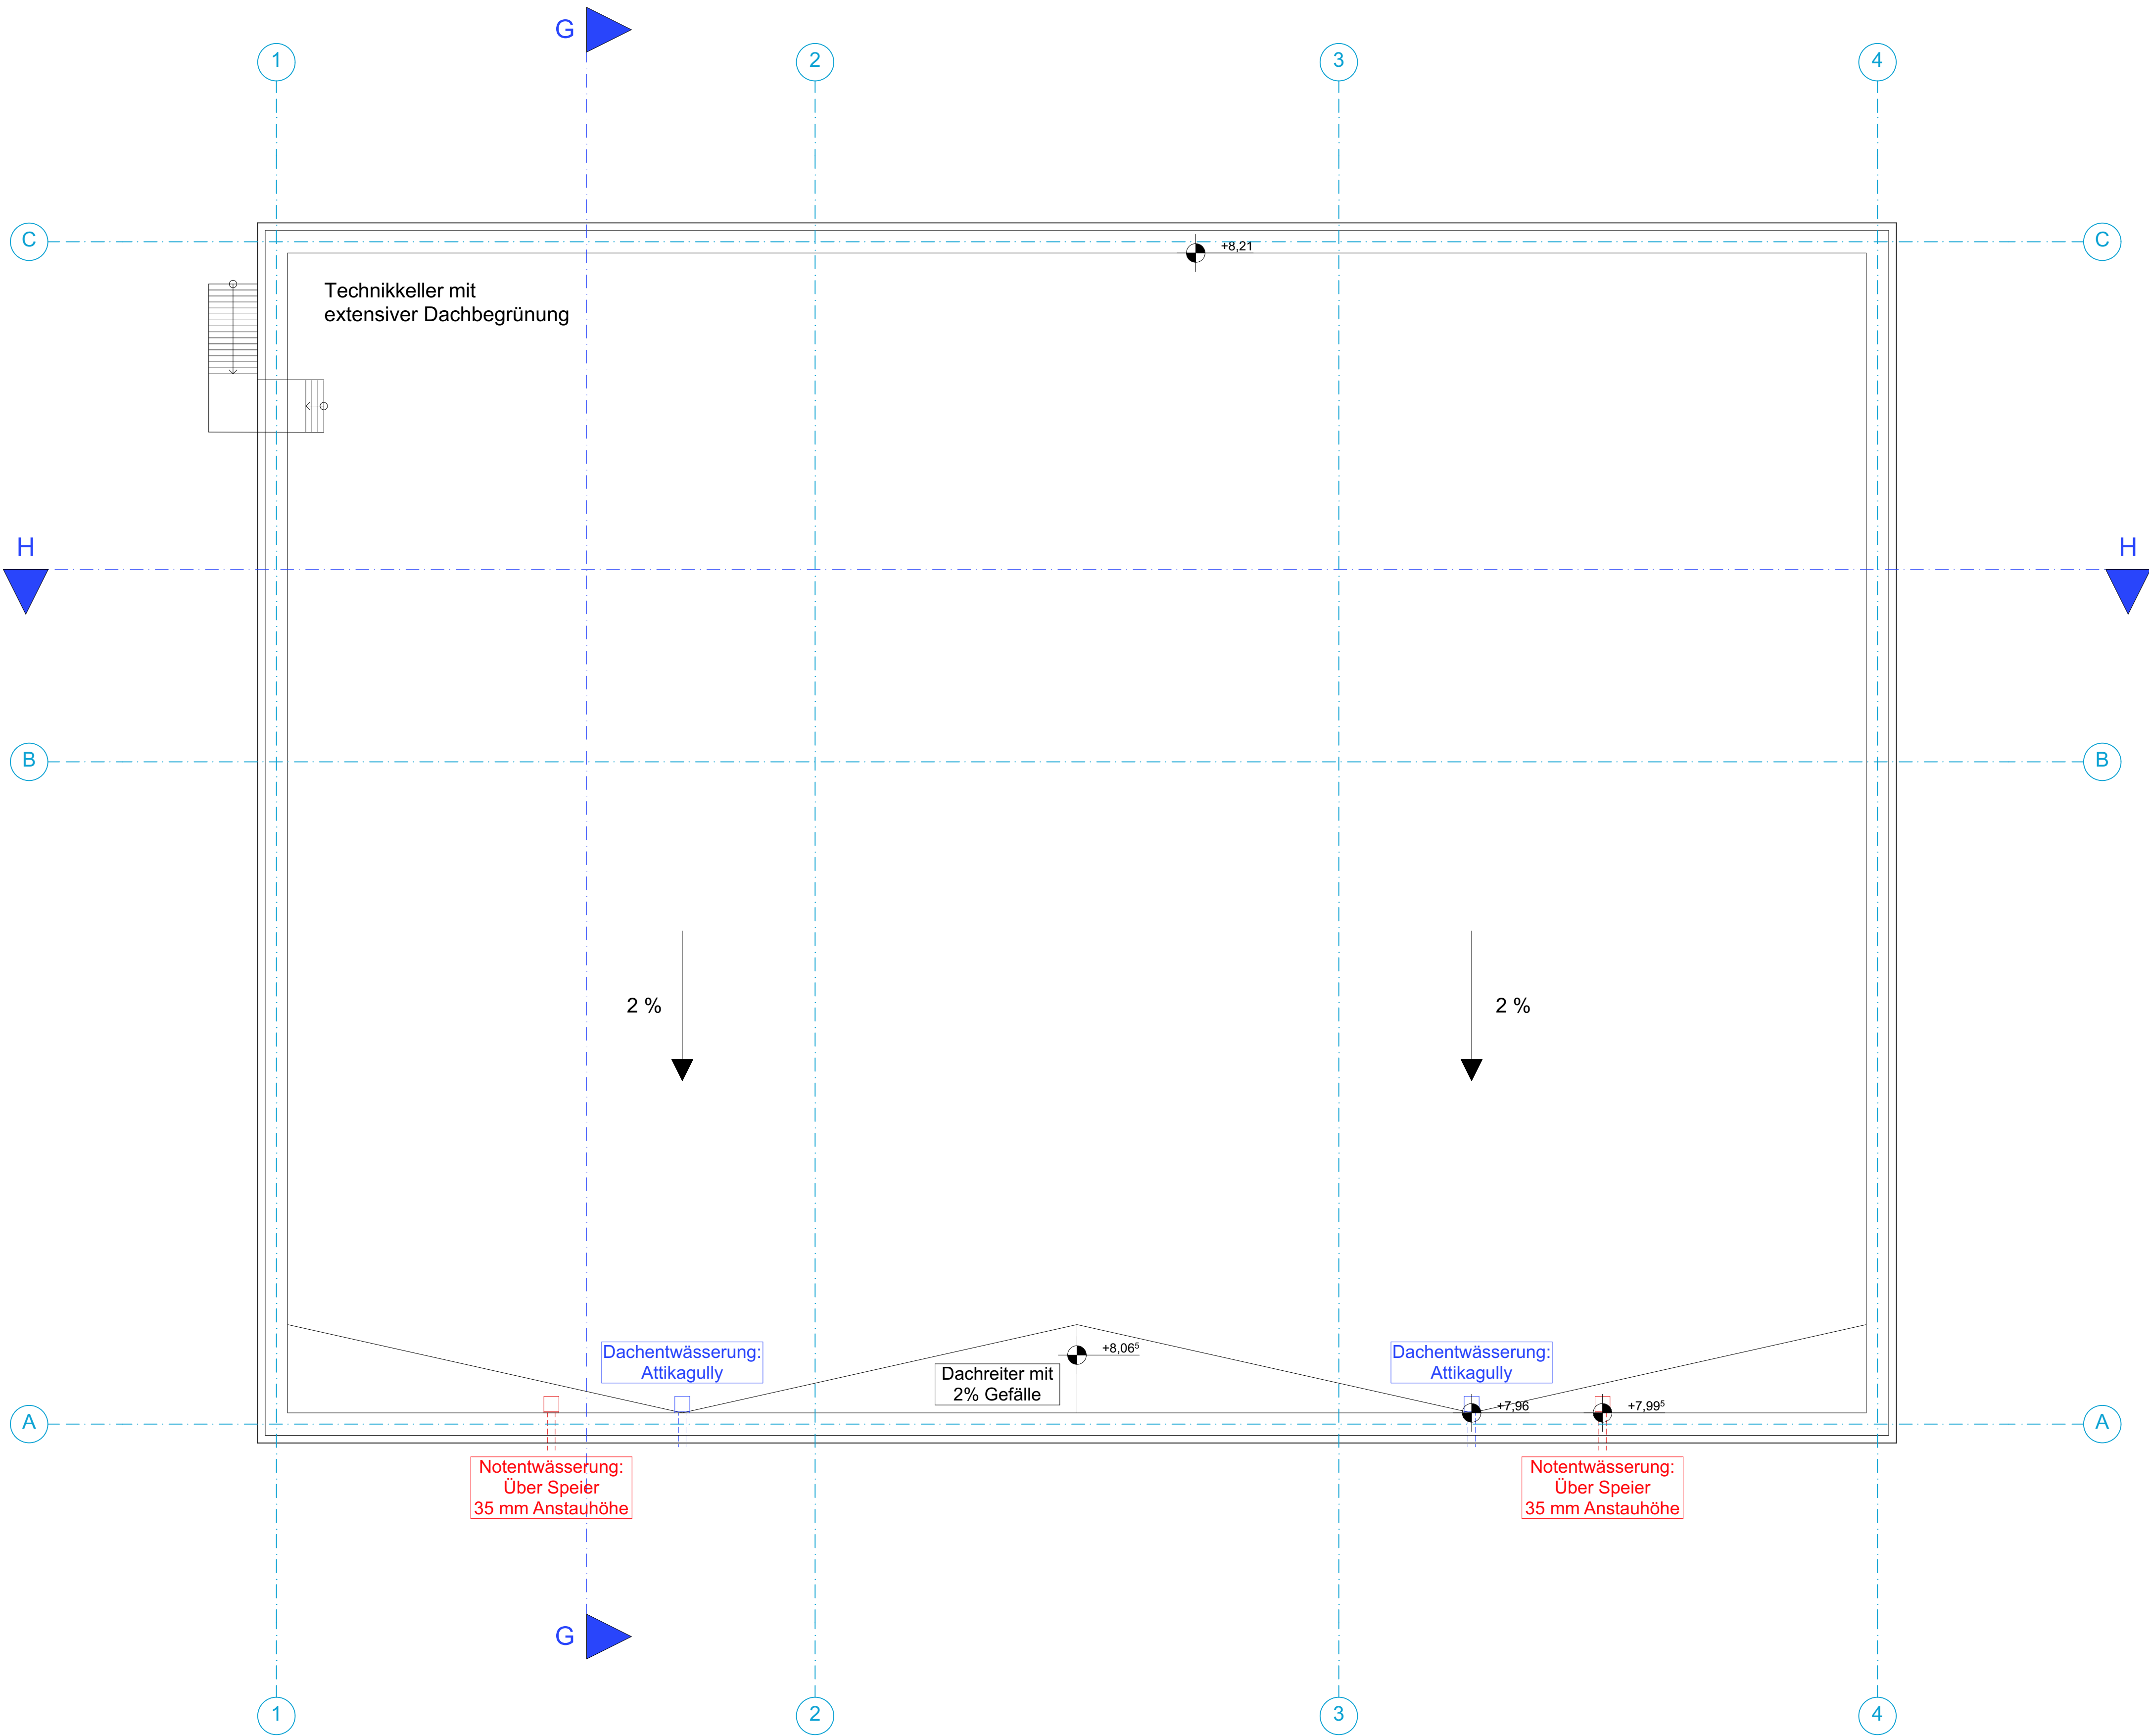 G
1
2
3
4
C
+8,21
C
Technikkeller mit
extensiver Dachbegrünung
H
H
B
B
2 %
2 %
Dachentwässerung:
Attikagully
+8,06⁵
Dachreiter mit
2% Gefälle
Dachentwässerung:
Attikagully
+7,96
+7,99⁵
A
A
Notentwässerung:
Über Speier
35 mm Anstauhöhe
Notentwässerung:
Über Speier
35 mm Anstauhöhe
G
1
2
3
4